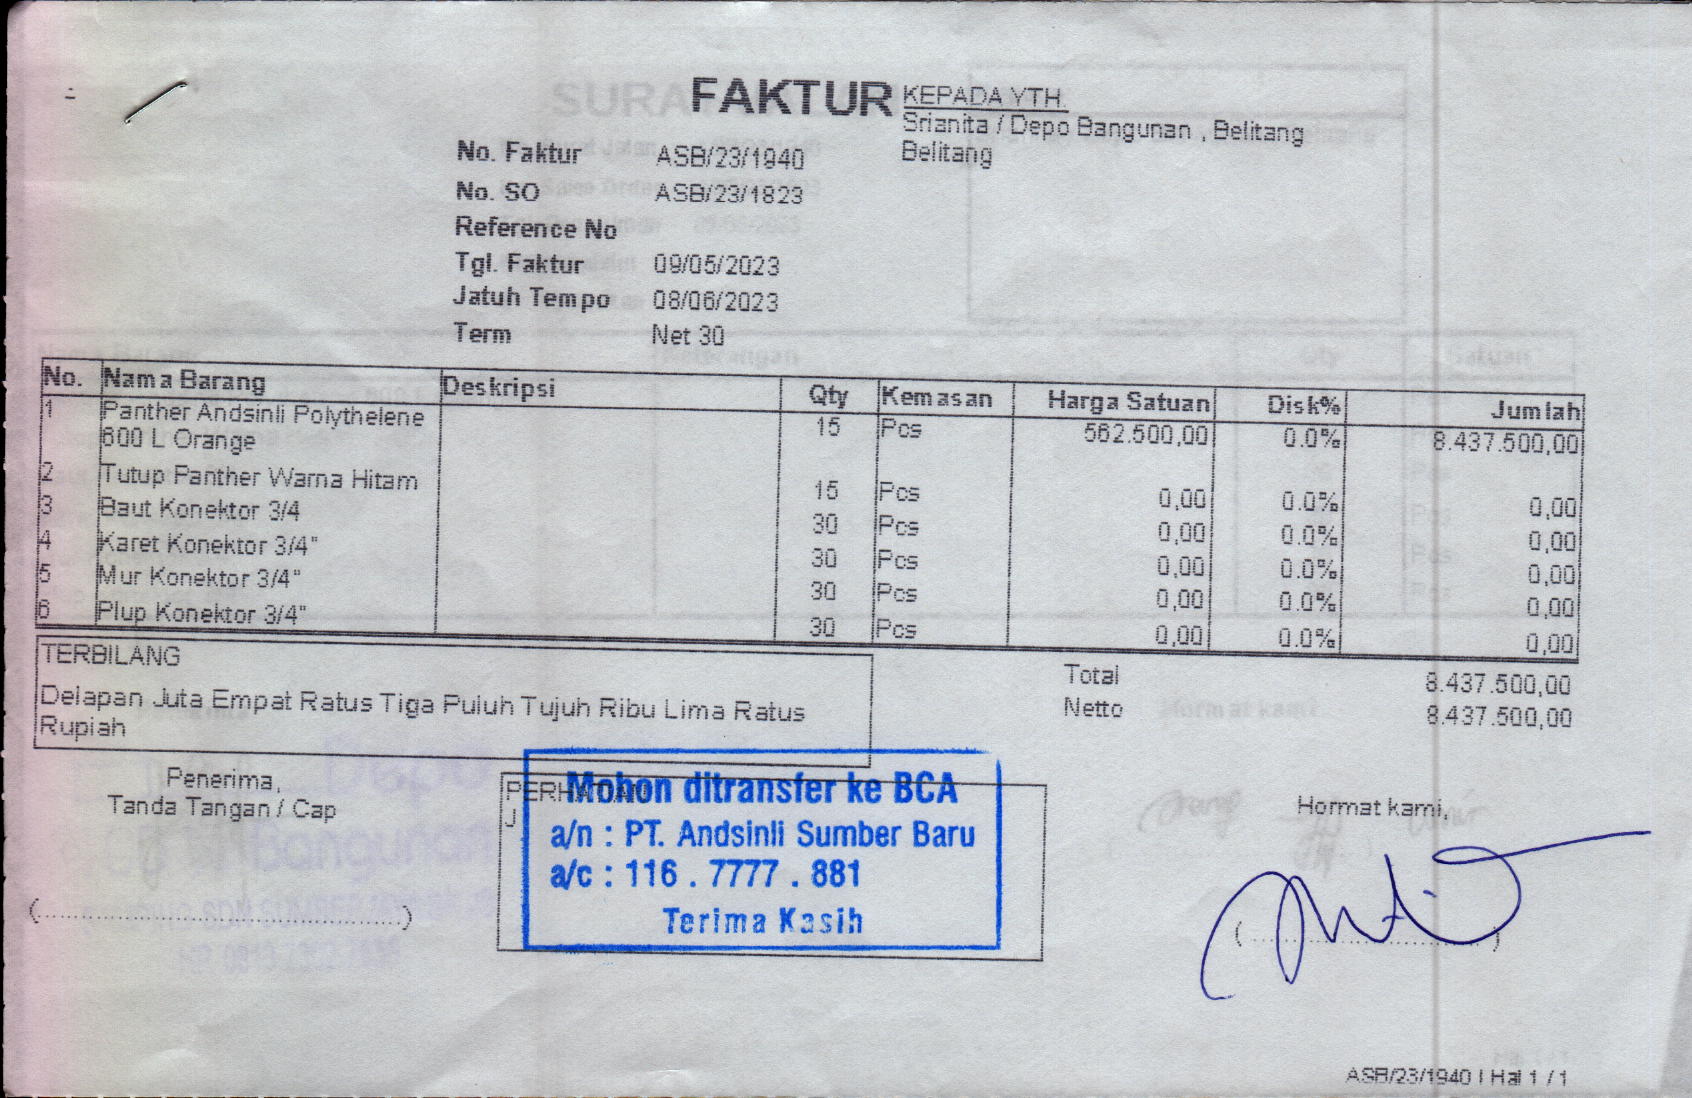 FAKTUR
KEPADA YTH.
Srianita / Depo Bangunan , Belitang
Belitang
No. Faktur ASB/23/1940
No. SO ASB/23/1823
Reference No
Tgl. Faktur 09/05/2023
Jatuh Tempo 08/06/2023
Term Net 30
No. Nama Barang Deskripsi Qty Kemasan Harga Satuan Disk% Jumlah
1 Panther Andsinli Polythelene 15 Pcs 562.500,00 0.0% 8.437.500,00
600 L Orange
2 Tutup Panther Warna Hitam 15 Pcs 0,00 0.0% 0,00
3 Baut Konektor 3/4 30 Pcs 0,00 0.0% 0,00
4 Karet Konektor 3/4" 30 Pcs 0,00 0.0% 0,00
5 Mur Konektor 3/4" 30 Pcs 0,00 0.0% 0,00
6 Plup Konektor 3/4" 30 Pcs 0,00 0.0% 0,00
TERBILANG
Delapan Juta Empat Ratus Tiga Puluh Tujuh Ribu Lima Ratus
Rupiah
Total 8.437.500,00
Netto 8.437.500,00
Penerima,
Tanda Tangan / Cap
PERHATIAN
J
Mohon ditransfer ke BCA
a/n : PT. Andsinli Sumber Baru
a/c : 116 . 7777 . 881
Terima Kasih
Hormat kami,
ASB/23/1940 | Hal 1 / 1